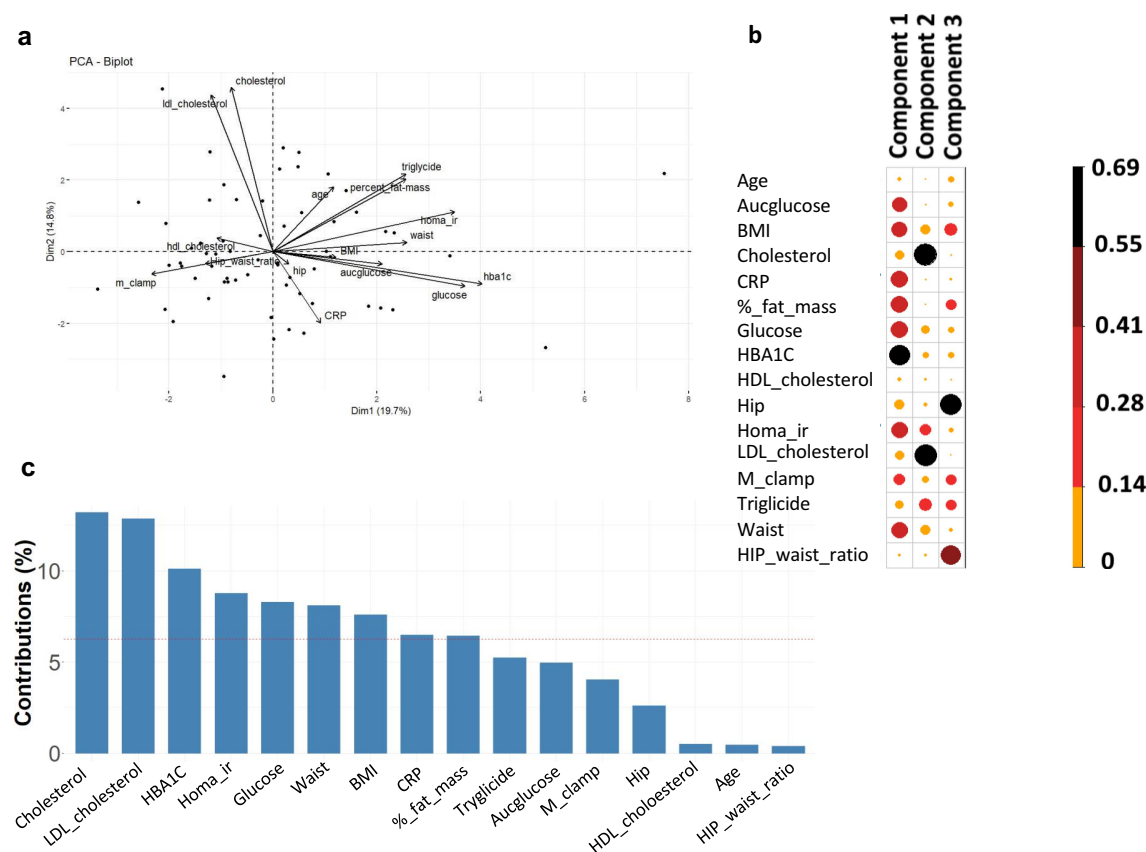 a
PCA - Biplot
cholesterol
ldl_cholesterol
triglycide
percent_fat-mass
age
homa_ir
waist
hdl_cholesterol
BMI
Hip_waist_ratio
hip
aucglucose
m_clamp
hba1c
glucose
CRP
4
2
0
-2
Dim2 (14.8%)
-2
0
2
4
6
8
Dim1 (19.7%)
b
Component 1
Component 2
Component 3
Age
Aucglucose
BMI
Cholesterol
CRP
%_fat_mass
Glucose
HBA1C
HDL_cholesterol
Hip
Homa_ir
LDL_cholesterol
M_clamp
Triglicide
Waist
HIP_waist_ratio
0.69
0.55
0.41
0.28
0.14
0
c
Contributions (%)
10
5
0
Cholesterol
LDL_cholesterol
HBA1C
Homa_ir
Glucose
Waist
BMI
CRP
%_fat_mass
Tryglicide
Aucglucose
M_clamp
Hip
HDL_choloesterol
Age
HIP_waist_ratio